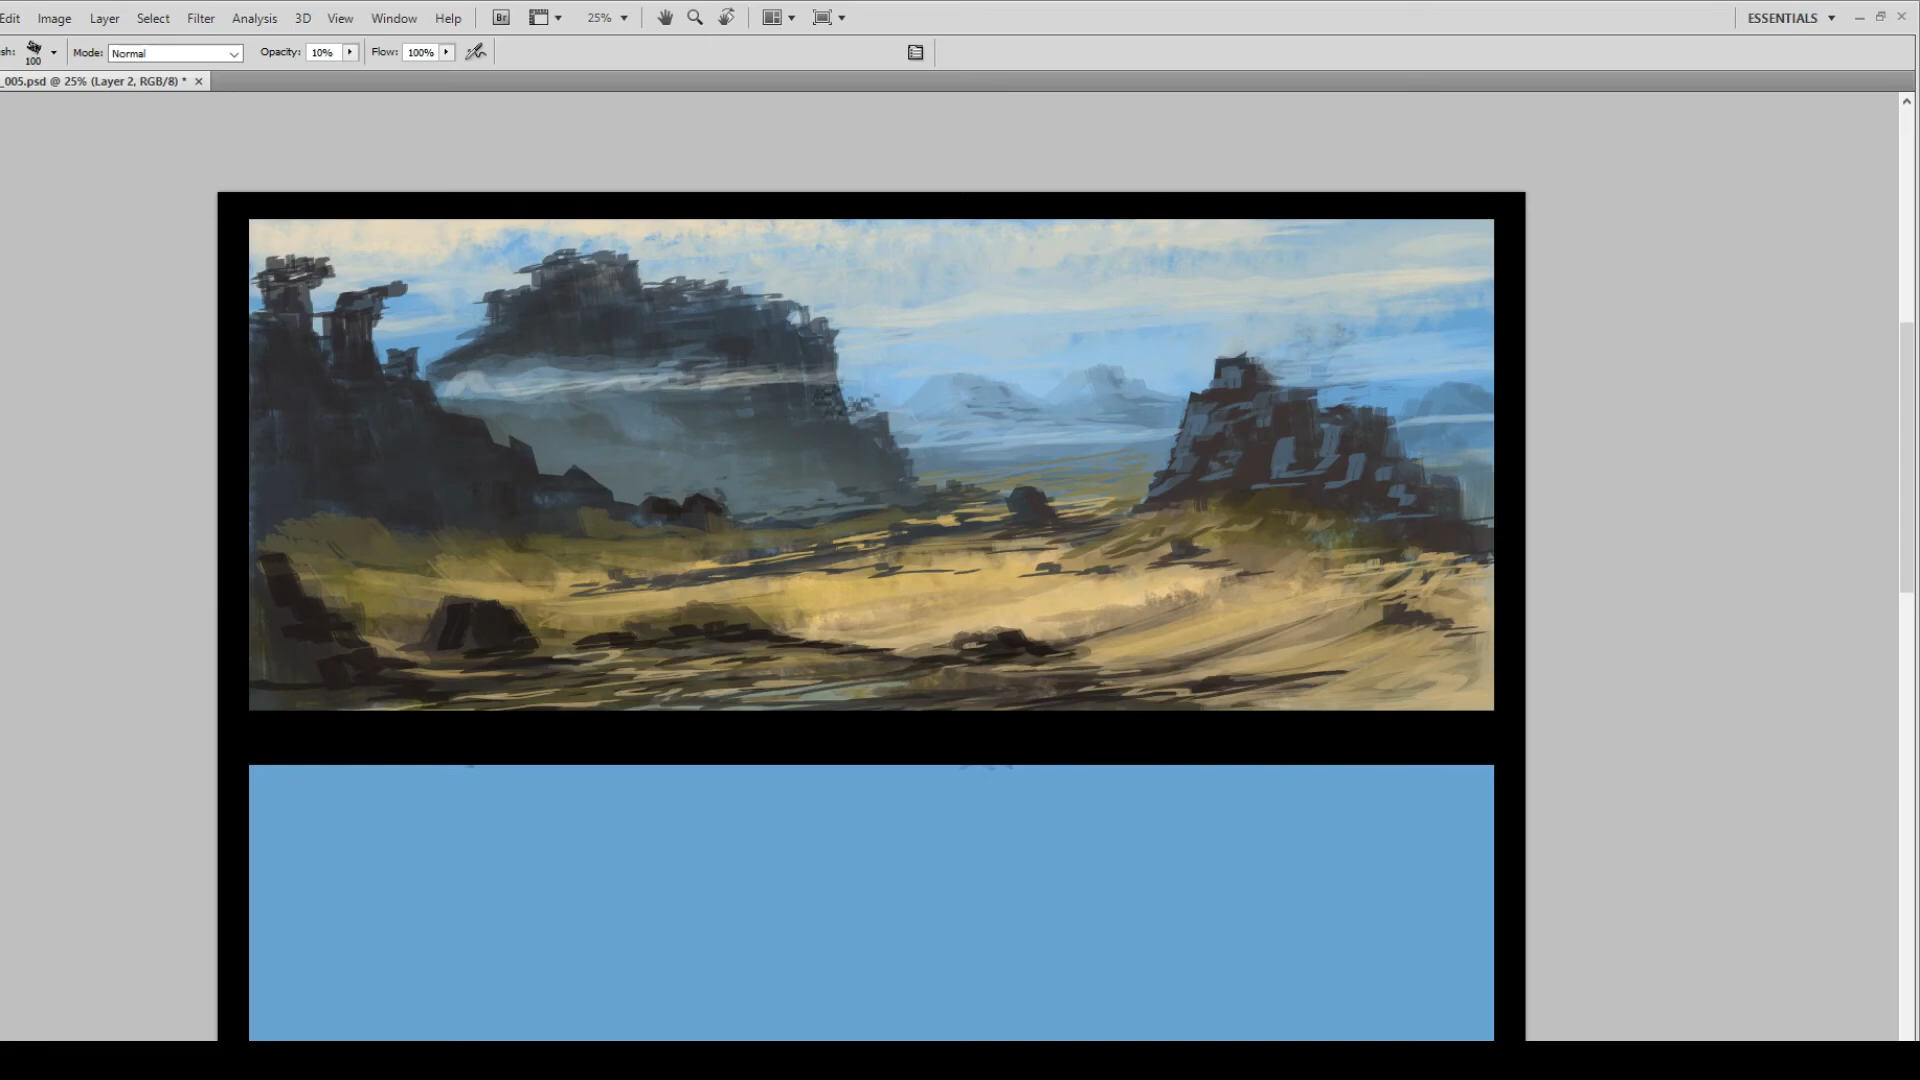 Edit Image Layer Select Filter Analysis 3D View Window Help Br 25% ESSENTIALS
sh: 100 Mode: Normal Opacity: 10% Flow: 100%
_005.psd @ 25% (Layer 2, RGB/8) *